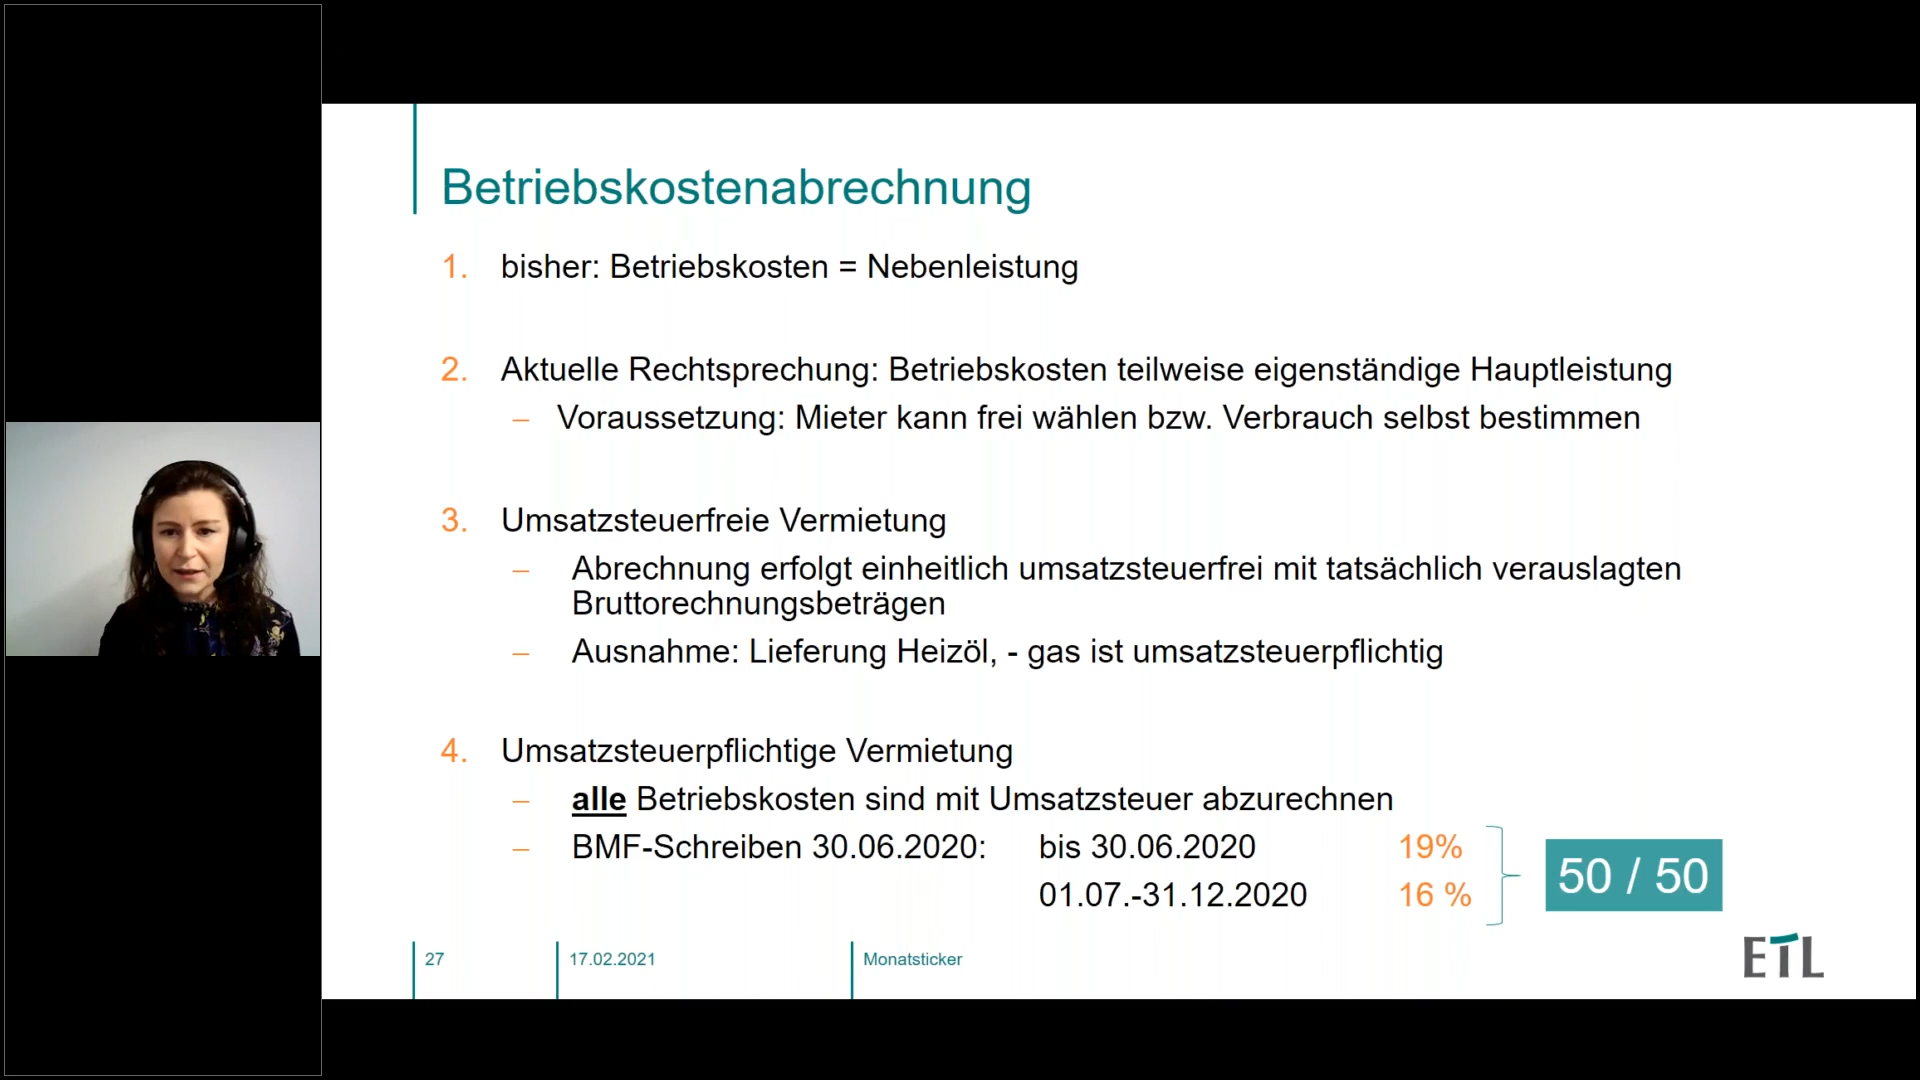 Betriebskostenabrechnung
1. bisher: Betriebskosten = Nebenleistung
2. Aktuelle Rechtsprechung: Betriebskosten teilweise eigenständige Hauptleistung
– Voraussetzung: Mieter kann frei wählen bzw. Verbrauch selbst bestimmen
3. Umsatzsteuerfreie Vermietung
– Abrechnung erfolgt einheitlich umsatzsteuerfrei mit tatsächlich verauslagten
Bruttorechnungsbeträgen
– Ausnahme: Lieferung Heizöl, - gas ist umsatzsteuerpflichtig
4. Umsatzsteuerpflichtige Vermietung
– alle Betriebskosten sind mit Umsatzsteuer abzurechnen
– BMF-Schreiben 30.06.2020: bis 30.06.2020 19%
01.07.-31.12.2020 16 %
50 / 50
27 17.02.2021 Monatsticker
ETL